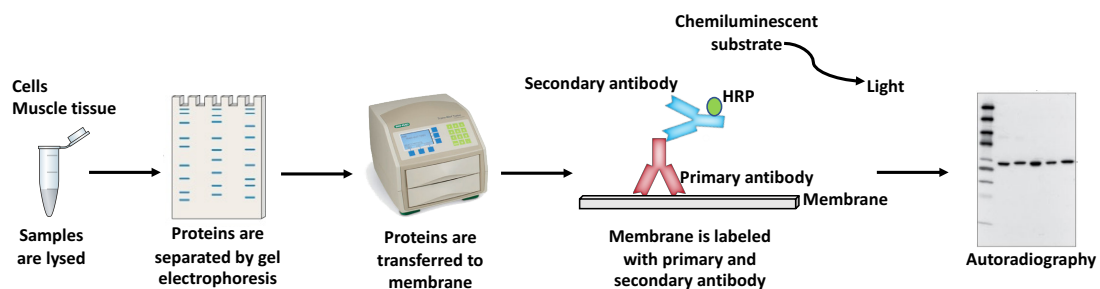 Cells
Muscle tissue
Samples
are lysed
Proteins are
separated by gel
electrophoresis
Proteins are
transferred to
membrane
Chemiluminescent
substrate
Light
Secondary antibody
HRP
Primary antibody
Membrane
Membrane is labeled
with primary and
secondary antibody
Autoradiography